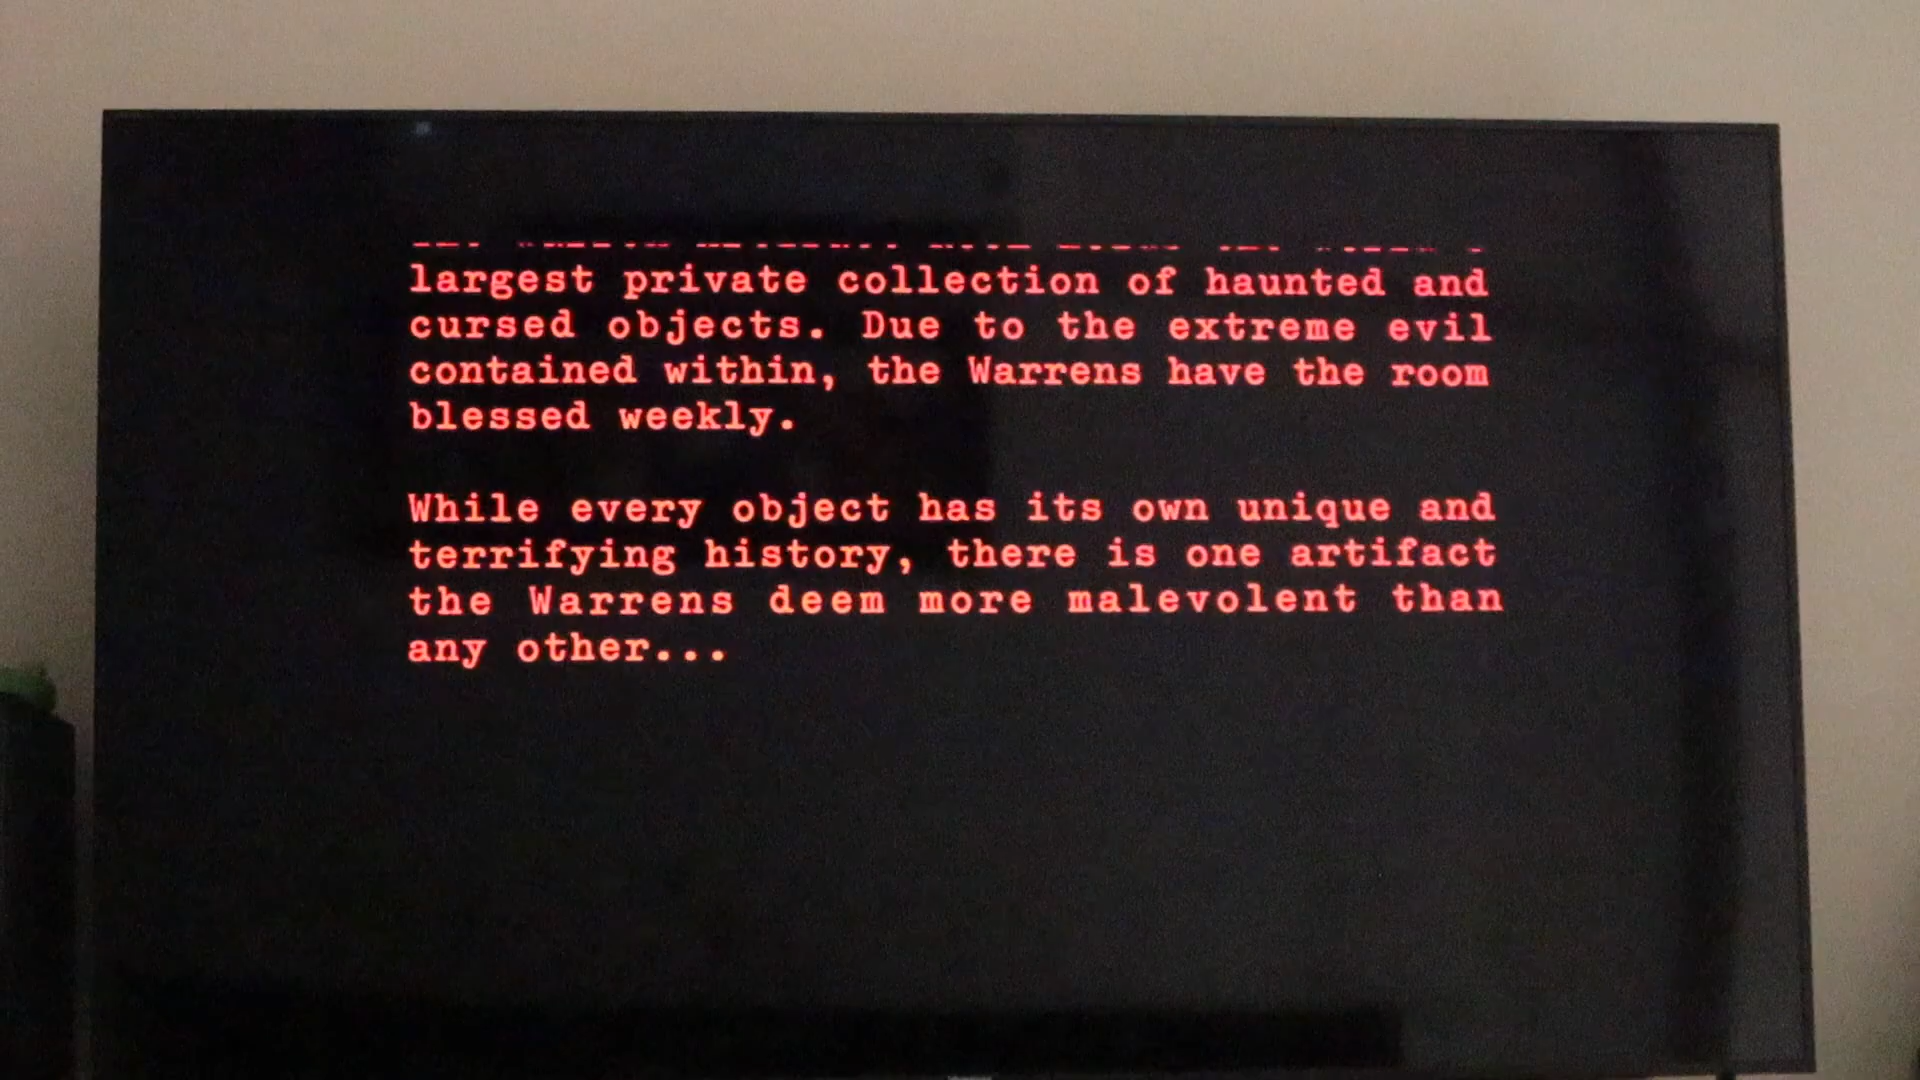 largest private collection of haunted and
cursed objects. Due to the extreme evil
contained within, the Warrens have the room
blessed weekly.
While every object has its own unique and
terrifying history, there is one artifact
the Warrens deem more malevolent than
any other...